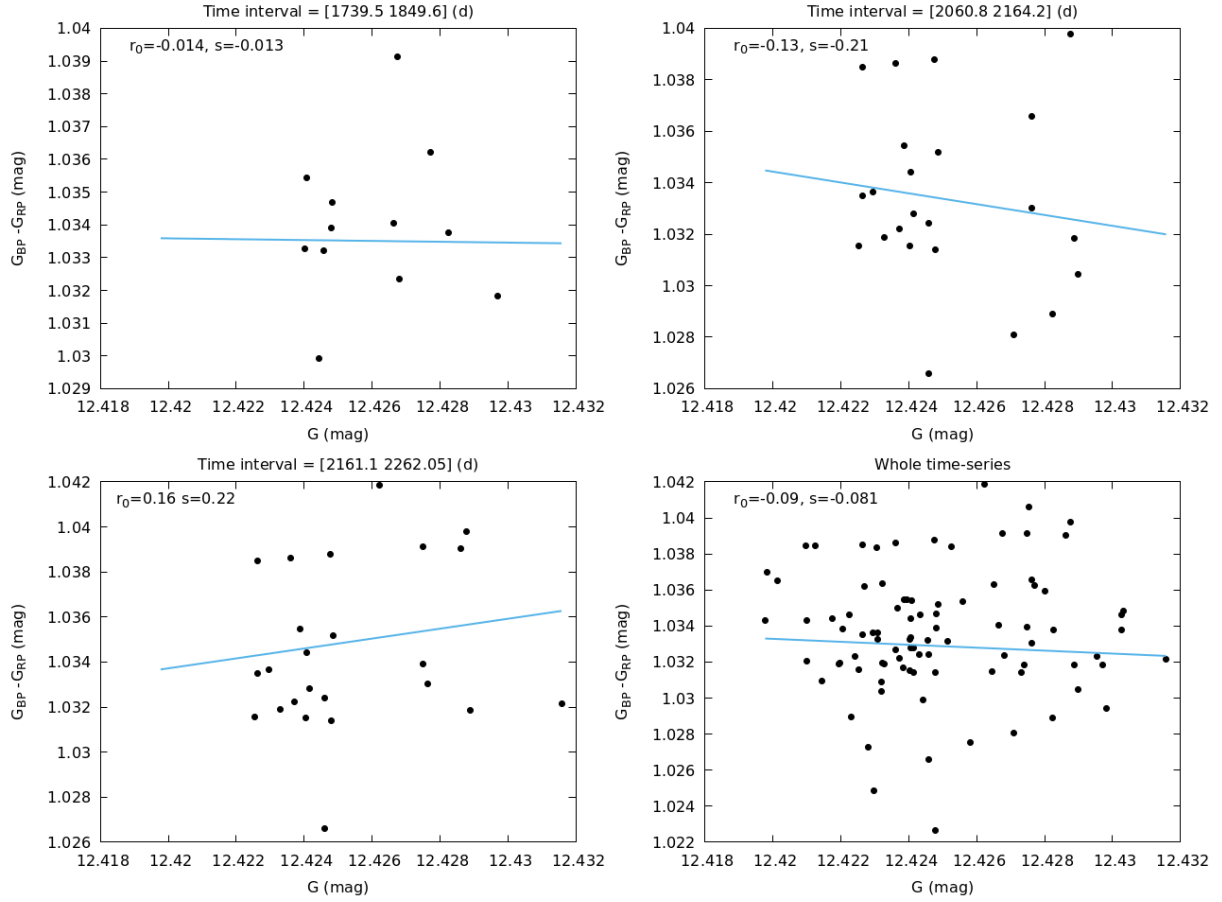 Time interval = [1739.5 1849.6] (d)
r0=-0.014, s=-0.013
1.04
1.039
1.038
1.037
1.036
1.035
1.034
1.033
1.032
1.031
1.03
1.029
GBP -GRP (mag)
12.418 12.42 12.422 12.424 12.426 12.428 12.43 12.432
G (mag)
Time interval = [2060.8 2164.2] (d)
r0=-0.13, s=-0.21
1.04
1.038
1.036
1.034
1.032
1.03
1.028
1.026
GBP -GRP (mag)
12.418 12.42 12.422 12.424 12.426 12.428 12.43 12.432
G (mag)
Time interval = [2161.1 2262.05] (d)
r0=0.16 s=0.22
1.042
1.04
1.038
1.036
1.034
1.032
1.03
1.028
1.026
GBP -GRP (mag)
12.418 12.42 12.422 12.424 12.426 12.428 12.43 12.432
G (mag)
Whole time-series
r0=-0.09, s=-0.081
1.042
1.04
1.038
1.036
1.034
1.032
1.03
1.028
1.026
1.024
1.022
GBP -GRP (mag)
12.418 12.42 12.422 12.424 12.426 12.428 12.43 12.432
G (mag)